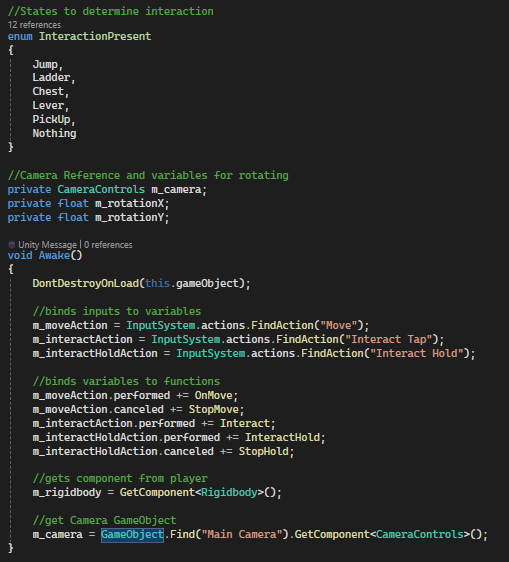 //States to determine interaction
12 references
enum InteractionPresent
{
Jump,
Ladder,
Chest,
Lever,
PickUp,
Nothing
}
//Camera Reference and variables for rotating
private CameraControls m_camera;
private float m_rotationX;
private float m_rotationY;
Unity Message | 0 references
void Awake()
{
DontDestroyOnLoad(this.gameObject);
//binds inputs to variables
m_moveAction = InputSystem.actions.FindAction("Move");
m_interactAction = InputSystem.actions.FindAction("Interact Tap");
m_interactHoldAction = InputSystem.actions.FindAction("Interact Hold");
//binds variables to functions
m_moveAction.performed += OnMove;
m_moveAction.canceled += StopMove;
m_interactAction.performed += Interact;
m_interactHoldAction.performed += InteractHold;
m_interactHoldAction.canceled += StopHold;
//gets component from player
m_rigidbody = GetComponent<Rigidbody>();
//get Camera GameObject
m_camera = GameObject.Find("Main Camera").GetComponent<CameraControls>();
}